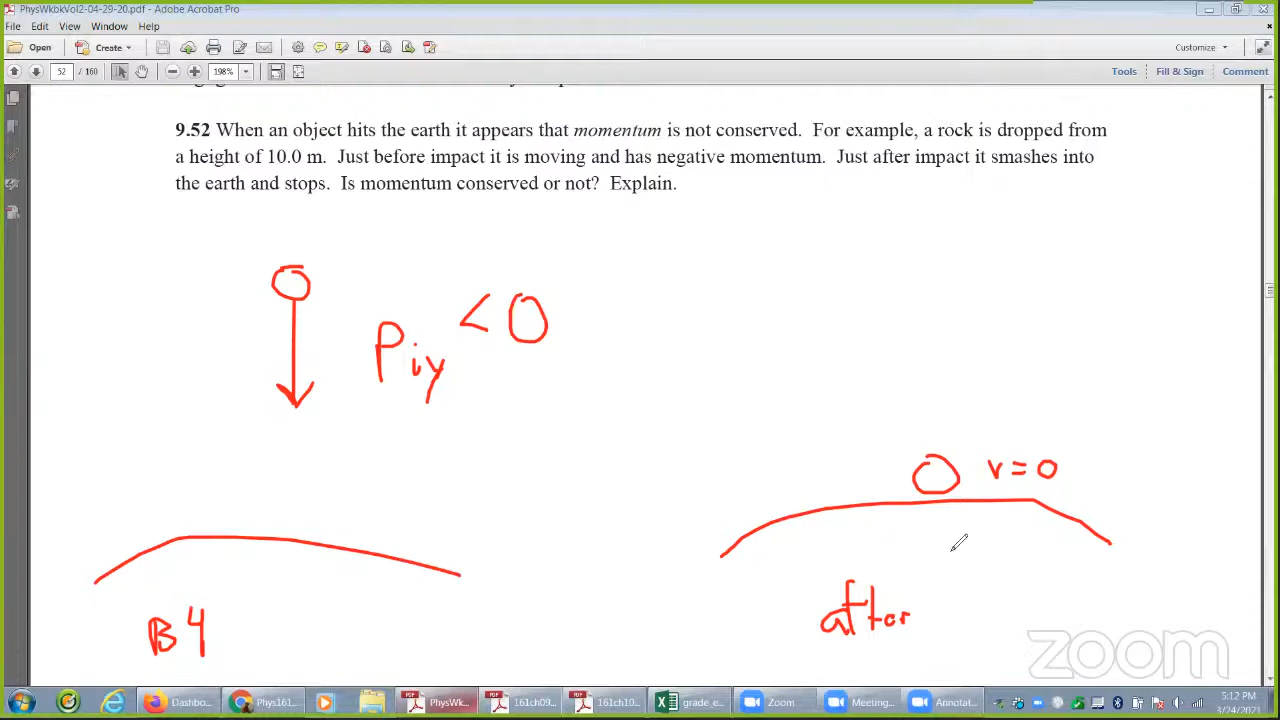 PhysWkbkVol2-04-29-20.pdf - Adobe Acrobat Pro
File Edit View Window Help
Open Create Customize
52 / 160 198% Tools Fill & Sign Comment
9.52 When an object hits the earth it appears that momentum is not conserved. For example, a rock is dropped from
a height of 10.0 m. Just before impact it is moving and has negative momentum. Just after impact it smashes into
the earth and stops. Is momentum conserved or not? Explain.
Piy < 0
v = 0
B4
after
zoom
Dashbo... Phys161... PhysWk... 161ch09... 161ch10... grade_e... Zoom Meeting... Annotat... 5:12 PM
3/24/2021